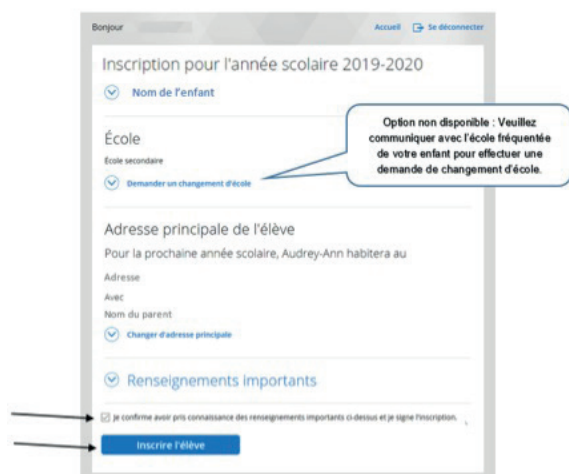 Bonjour
Accueil Se déconnecter
Inscription pour l'année scolaire 2019-2020
Nom de l'enfant
Option non disponible : Veuillez
communiquer avec l'école fréquentée
de votre enfant pour effectuer une
demande de changement d'école.
École
École secondaire
Demander un changement d'école
Adresse principale de l'élève
Pour la prochaine année scolaire, Audrey-Ann habitera au
Adresse
Avec
Nom du parent
Changer d'adresse principale
Renseignements importants
Je confirme avoir pris connaissance des renseignements importants ci-dessus et je signe l'inscription.
Inscrire l'élève